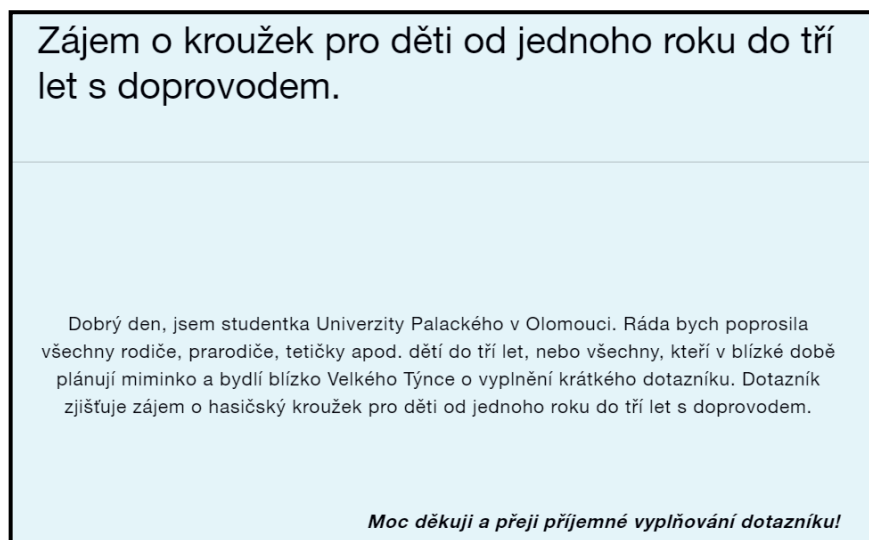 Zájem o kroužek pro děti od jednoho roku do tří
let s doprovodem.
Dobrý den, jsem studentka Univerzity Palackého v Olomouci. Ráda bych poprosila
všechny rodiče, prarodiče, tetičky apod. dětí do tří let, nebo všechny, kteří v blízké době
plánují miminko a bydlí blízko Velkého Týnce o vyplnění krátkého dotazníku. Dotazník
zjišťuje zájem o hasičský kroužek pro děti od jednoho roku do tří let s doprovodem.
Moc děkuji a přeji příjemné vyplňování dotazníku!